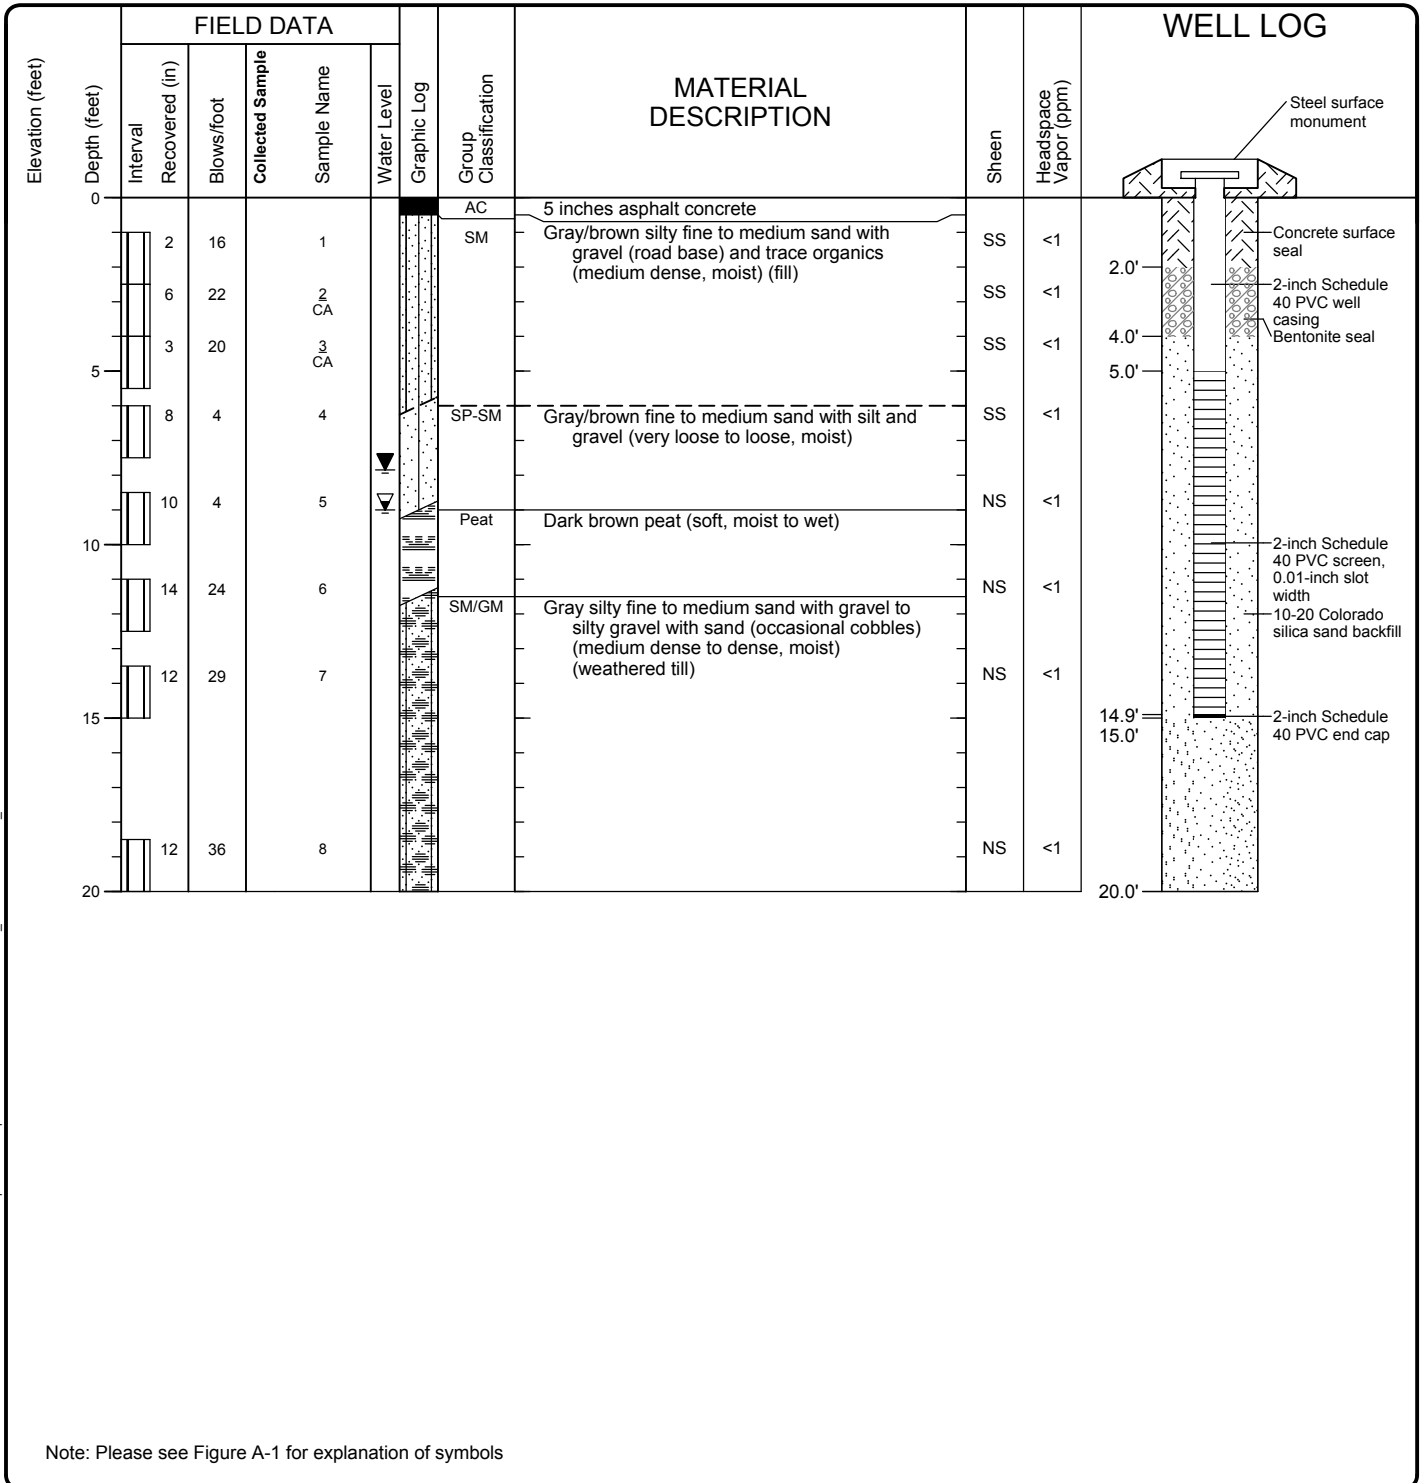 FIELD DATA
WELL LOG
Elevation (feet)
Depth (feet)
Interval
Recovered (in)
Blows/foot
Collected Sample
Sample Name
Water Level
Graphic Log
Group
Classification
MATERIAL
DESCRIPTION
Sheen
Headspace
Vapor (ppm)
Steel surface
monument
0
AC
5 inches asphalt concrete
2 16 1
SM
Gray/brown silty fine to medium sand with
gravel (road base) and trace organics
(medium dense, moist) (fill)
SS <1
Concrete surface
seal
2.0'
6 22 2
CA
SS <1
2-inch Schedule
40 PVC well
casing
Bentonite seal
4.0'
3 20 3
CA
SS <1
5
5.0'
8 4 4
SP-SM
Gray/brown fine to medium sand with silt and
gravel (very loose to loose, moist)
SS <1
10 4 5
NS <1
Peat
Dark brown peat (soft, moist to wet)
10
2-inch Schedule
40 PVC screen,
0.01-inch slot
width
14 24 6
NS <1
SM/GM
Gray silty fine to medium sand with gravel to
silty gravel with sand (occasional cobbles)
(medium dense to dense, moist)
(weathered till)
10-20 Colorado
silica sand backfill
12 29 7
NS <1
15
14.9'
15.0'
2-inch Schedule
40 PVC end cap
12 36 8
NS <1
20
20.0'
Note: Please see Figure A-1 for explanation of symbols